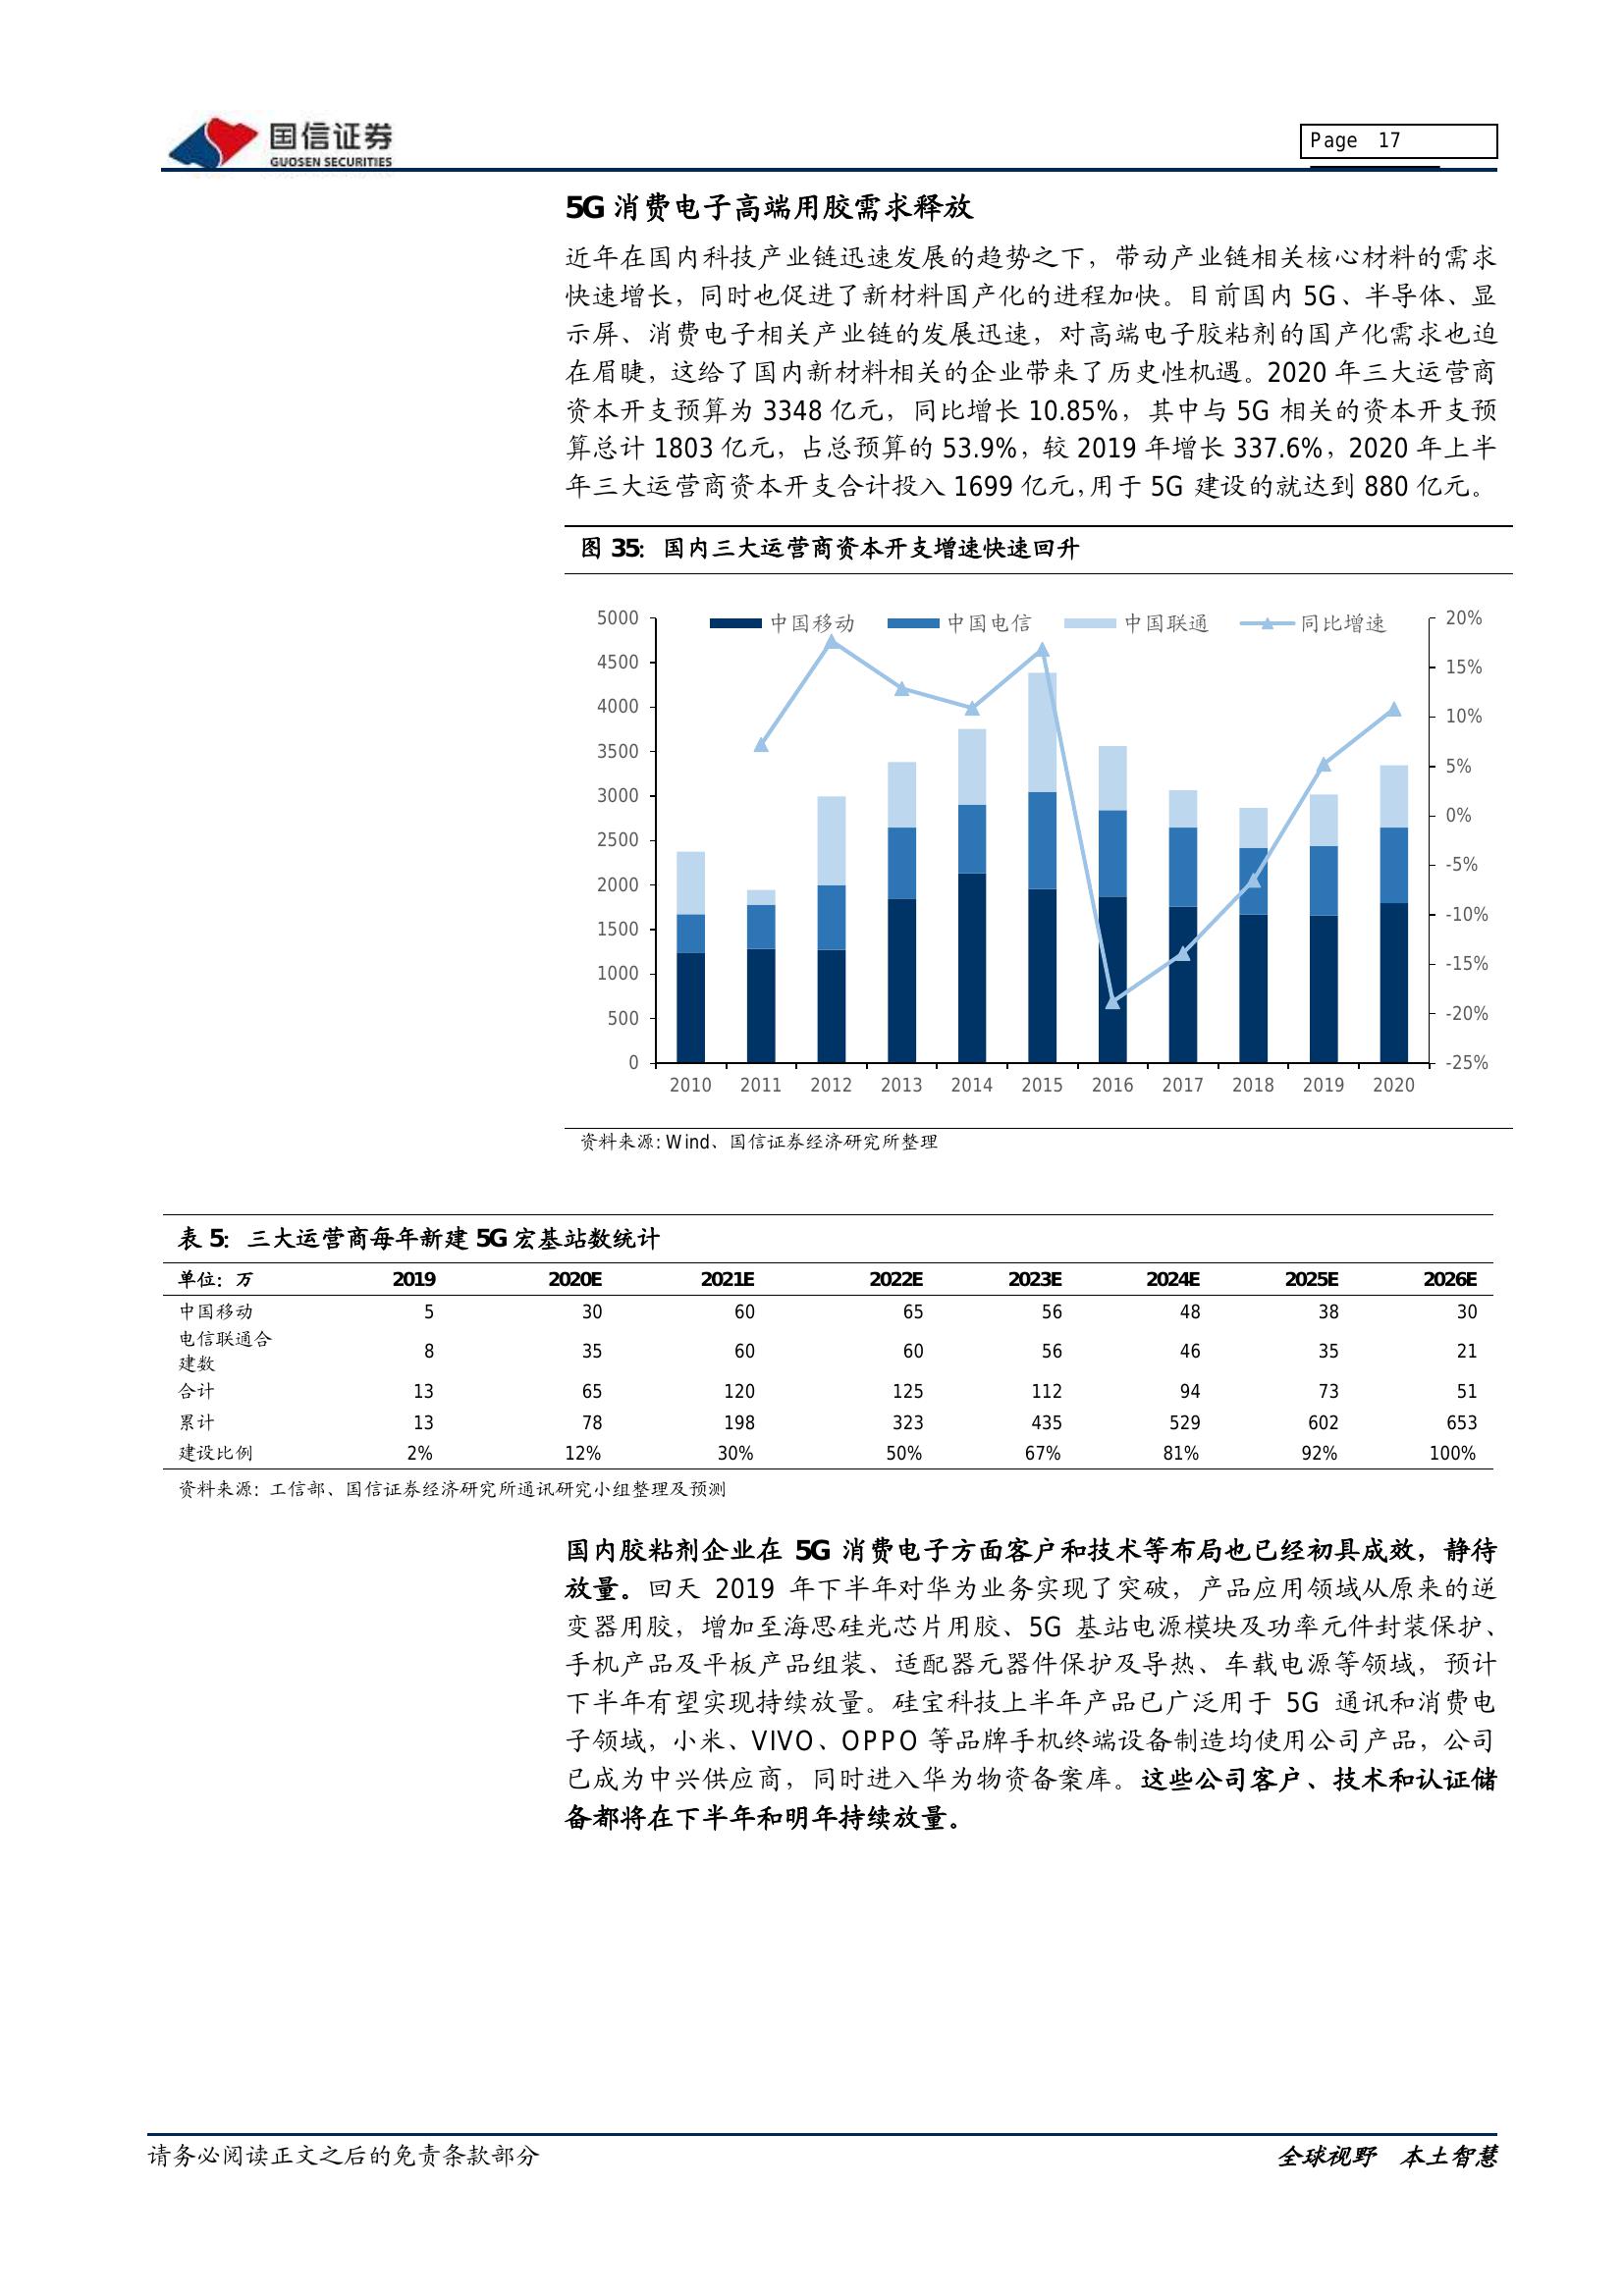 国信证券
GUOSEN SECURITIES
Page 17
5G 消费电子高端用胶需求释放
近年在国内科技产业链迅速发展的趋势之下，带动产业链相关核心材料的需求
快速增长，同时也促进了新材料国产化的进程加快。目前国内 5G、半导体、显
示屏、消费电子相关产业链的发展迅速，对高端电子胶粘剂的国产化需求也迫
在眉睫，这给了国内新材料相关的企业带来了历史性机遇。2020 年三大运营商
资本开支预算为 3348 亿元，同比增长 10.85%，其中与 5G 相关的资本开支预
算总计 1803 亿元，占总预算的 53.9%，较 2019 年增长 337.6%，2020 年上半
年三大运营商资本开支合计投入 1699 亿元，用于 5G 建设的就达到 880 亿元。
图 35：国内三大运营商资本开支增速快速回升
中国移动 中国电信 中国联通 同比增速
5000 20%
4500 15%
4000 10%
3500 5%
3000 0%
2500 -5%
2000 -10%
1500 -15%
1000 -20%
500 -25%
0
2010 2011 2012 2013 2014 2015 2016 2017 2018 2019 2020
资料来源：Wind、国信证券经济研究所整理
表 5：三大运营商每年新建 5G 宏基站数统计
单位：万 2019 2020E 2021E 2022E 2023E 2024E 2025E 2026E
中国移动 5 30 60 65 56 48 38 30
电信联通合
建数 8 35 60 60 56 46 35 21
合计 13 65 120 125 112 94 73 51
累计 13 78 198 323 435 529 602 653
建设比例 2% 12% 30% 50% 67% 81% 92% 100%
资料来源：工信部、国信证券经济研究所通讯研究小组整理及预测
国内胶粘剂企业在 5G 消费电子方面客户和技术等布局也已经初具成效，静待
放量。回天 2019 年下半年对华为业务实现了突破，产品应用领域从原来的逆
变器用胶，增加至海思硅光芯片用胶、5G 基站电源模块及功率元件封装保护、
手机产品及平板产品组装、适配器元器件保护及导热、车载电源等领域，预计
下半年有望实现持续放量。硅宝科技上半年产品已广泛用于 5G 通讯和消费电
子领域，小米、VIVO、OPPO 等品牌手机终端设备制造均使用公司产品，公司
已成为中兴供应商，同时进入华为物资备案库。这些公司客户、技术和认证储
备都将在下半年和明年持续放量。
请务必阅读正文之后的免责条款部分
全球视野 本土智慧